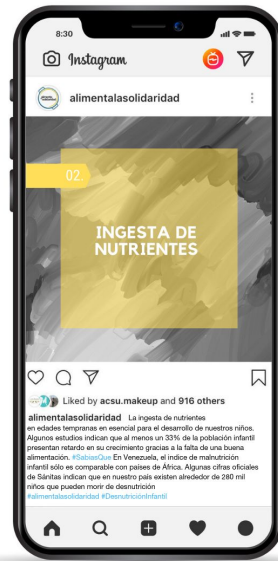 8:30
Instagram
alimentalasolidaridad
02.
INGESTA DE
NUTRIENTES
Liked by acsu.makeup and 916 others
alimentalasolidaridad La ingesta de nutrientes
en edades tempranas en esencial para el desarrollo de nuestros niños.
Algunos estudios indican que al menos un 33% de la población infantil
presentan retardo en su crecimiento gracias a la falta de una buena
alimentación. #SabiasQue En Venezuela, el indice de malnutrición
infantil sólo es comparable con países de África. Algunas cifras oficiales
de Sánitas indican que en nuestro país existen alrededor de 280 mil
niños que pueden morir de desnutrición
#alimentalasolidaridad #DesnutriciónInfantil